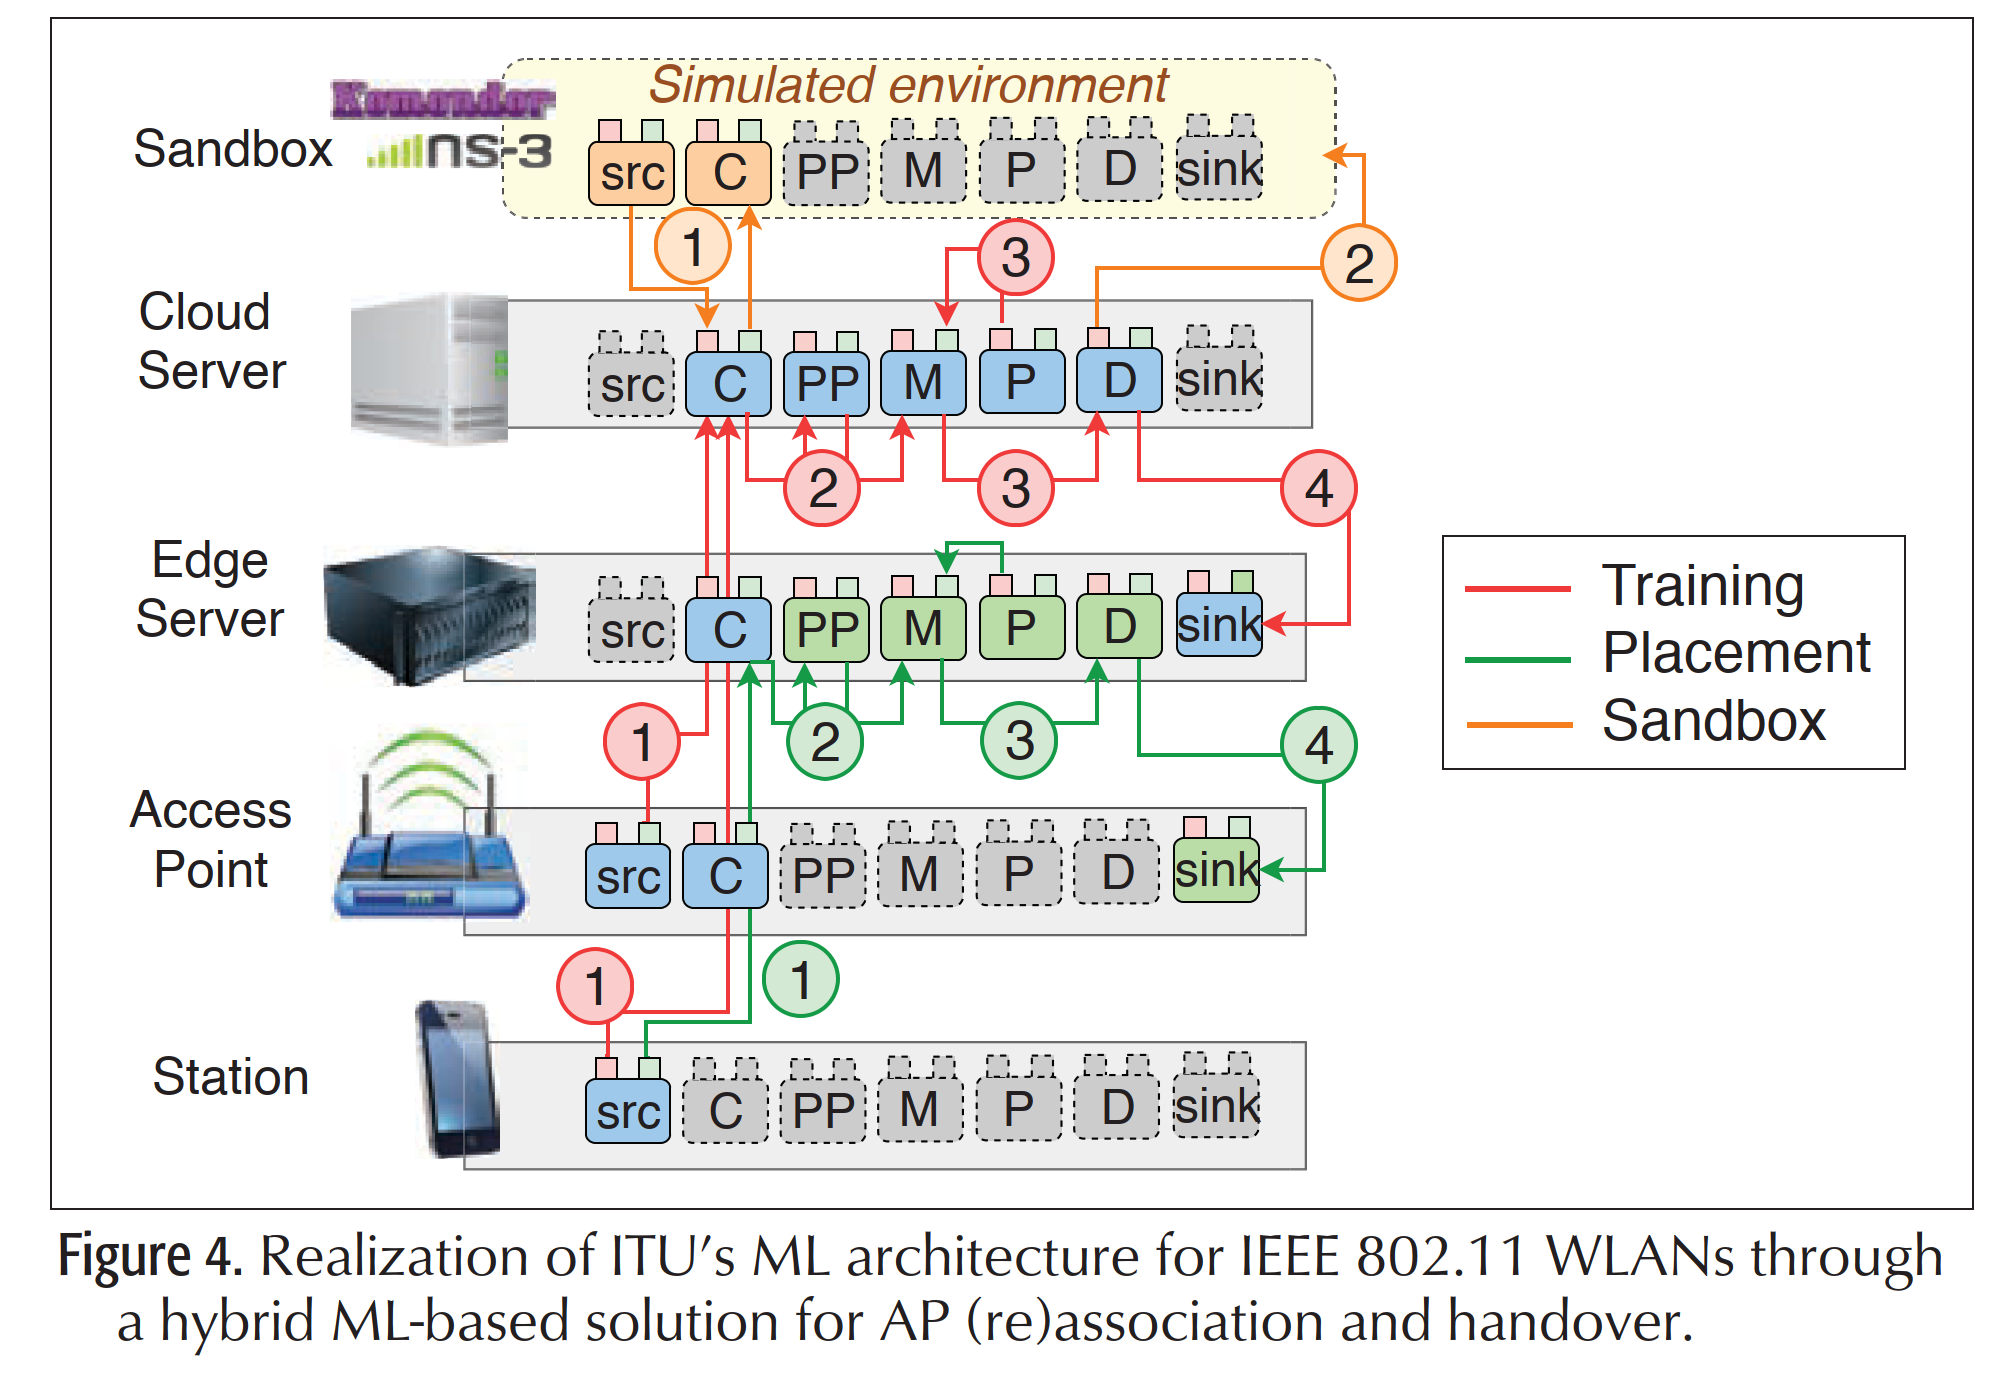 Simulated environment
Komondor
Sandbox
ns-3
src C PP M P D sink
1
3
2
Cloud
Server
src C PP M P D sink
2
3
4
Edge
Server
src C PP M P D sink
Training
Placement
Sandbox
1
2
3
4
Access
Point
src C PP M P D sink
1
1
Station
src C PP M P D sink
Figure 4. Realization of ITU's ML architecture for IEEE 802.11 WLANs through
a hybrid ML-based solution for AP (re)association and handover.